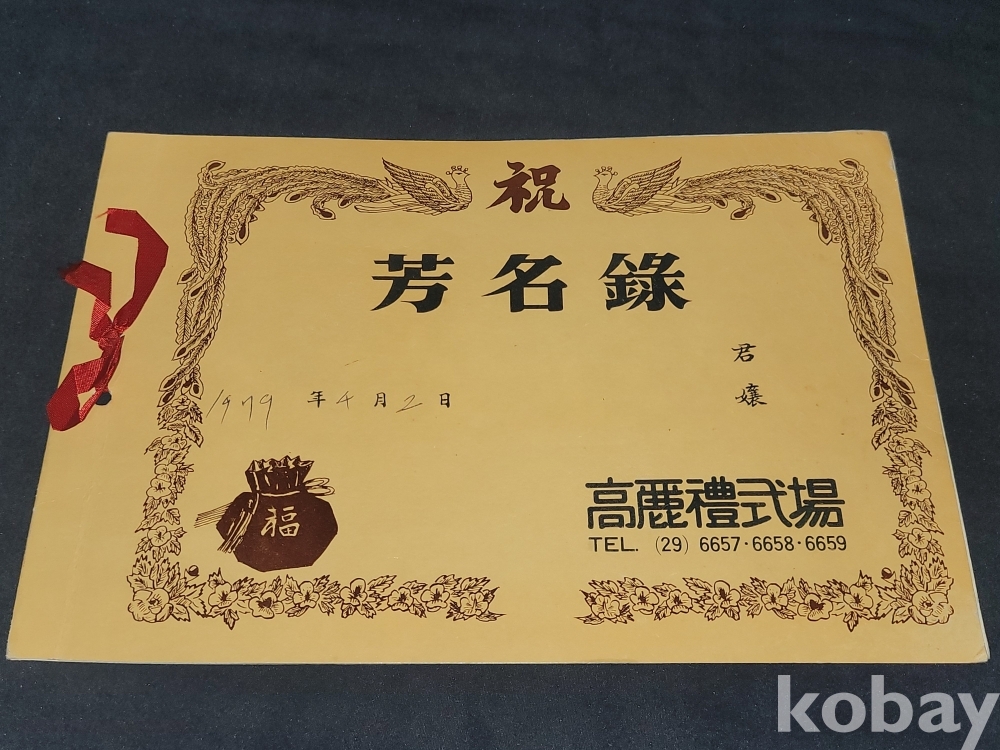 祝
芳名錄
君
孃
1979 年 4 月 2 日
福
高麗禮式場
TEL. (29) 6657·6658·6659
kobay